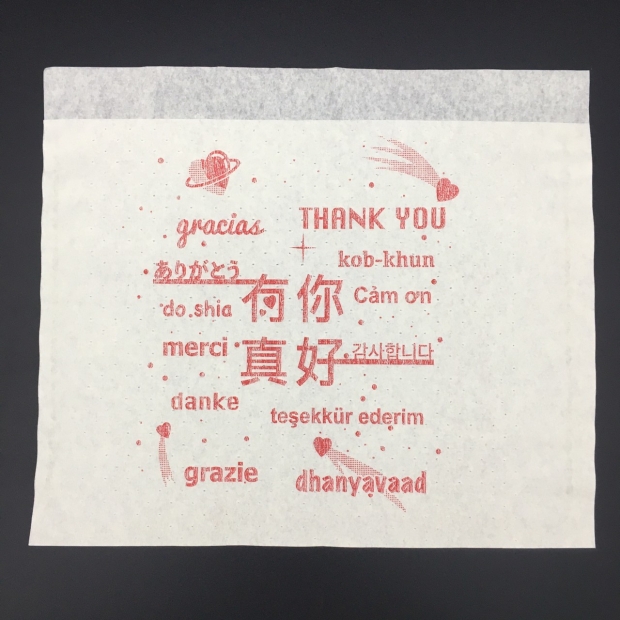 gracias
THANK YOU
kob-khun
ありがとう
do.shia
有你
Cảm ơn
merci
真好
감사합니다
danke
teşekkür ederim
grazie
dhanyavaad